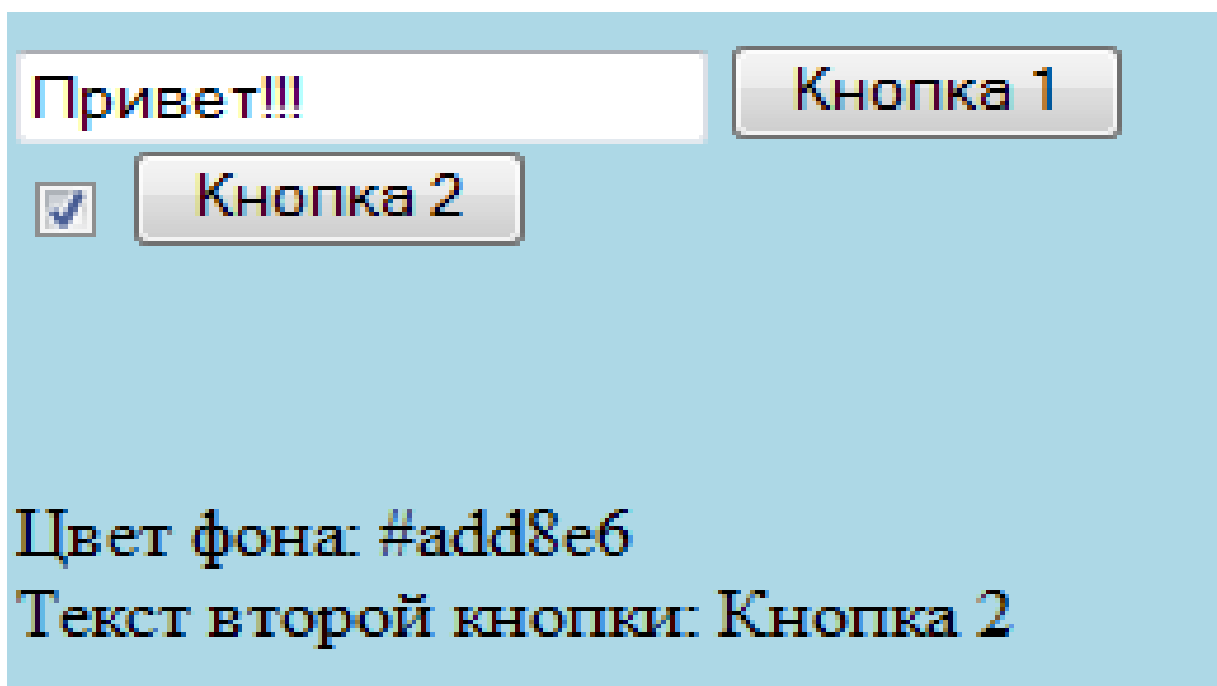 Привет!!! Кнопка 1
Кнопка 2
Цвет фона: #add8e6
Текст второй кнопки: Кнопка 2